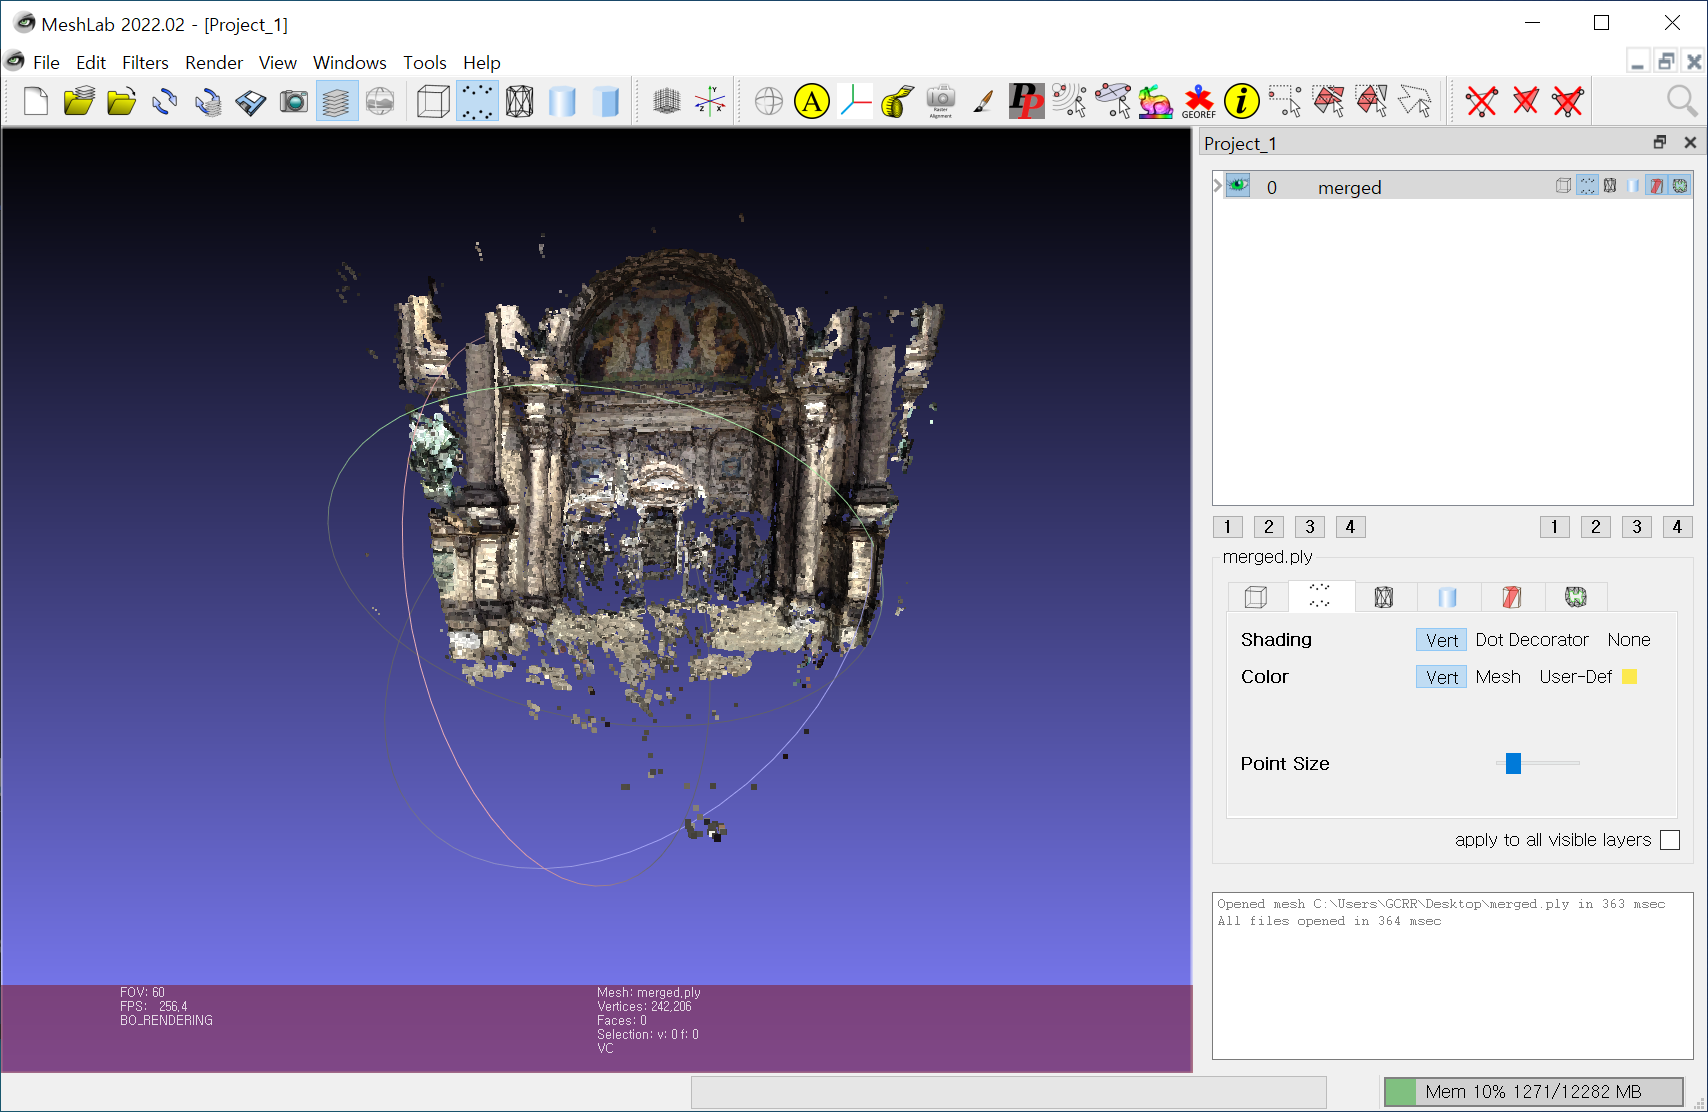 MeshLab 2022.02 - [Project_1]
File Edit Filters Render View Windows Tools Help
A
Raster
Alignment
PP
GEOREF
i
Project_1
0 merged
1 2 3 4 1 2 3 4
merged.ply
Shading Vert Dot Decorator None
Color Vert Mesh User-Def
Point Size
apply to all visible layers
Opened mesh C:\Users\GCRR\Desktop\merged.ply in 363 msec
All files opened in 364 msec
FOV: 60
FPS: 256.4
BO_RENDERING
Mesh: merged.ply
Vertices: 242,206
Faces: 0
Selection: v: 0 f: 0
VC
Mem 10% 1271/12282 MB